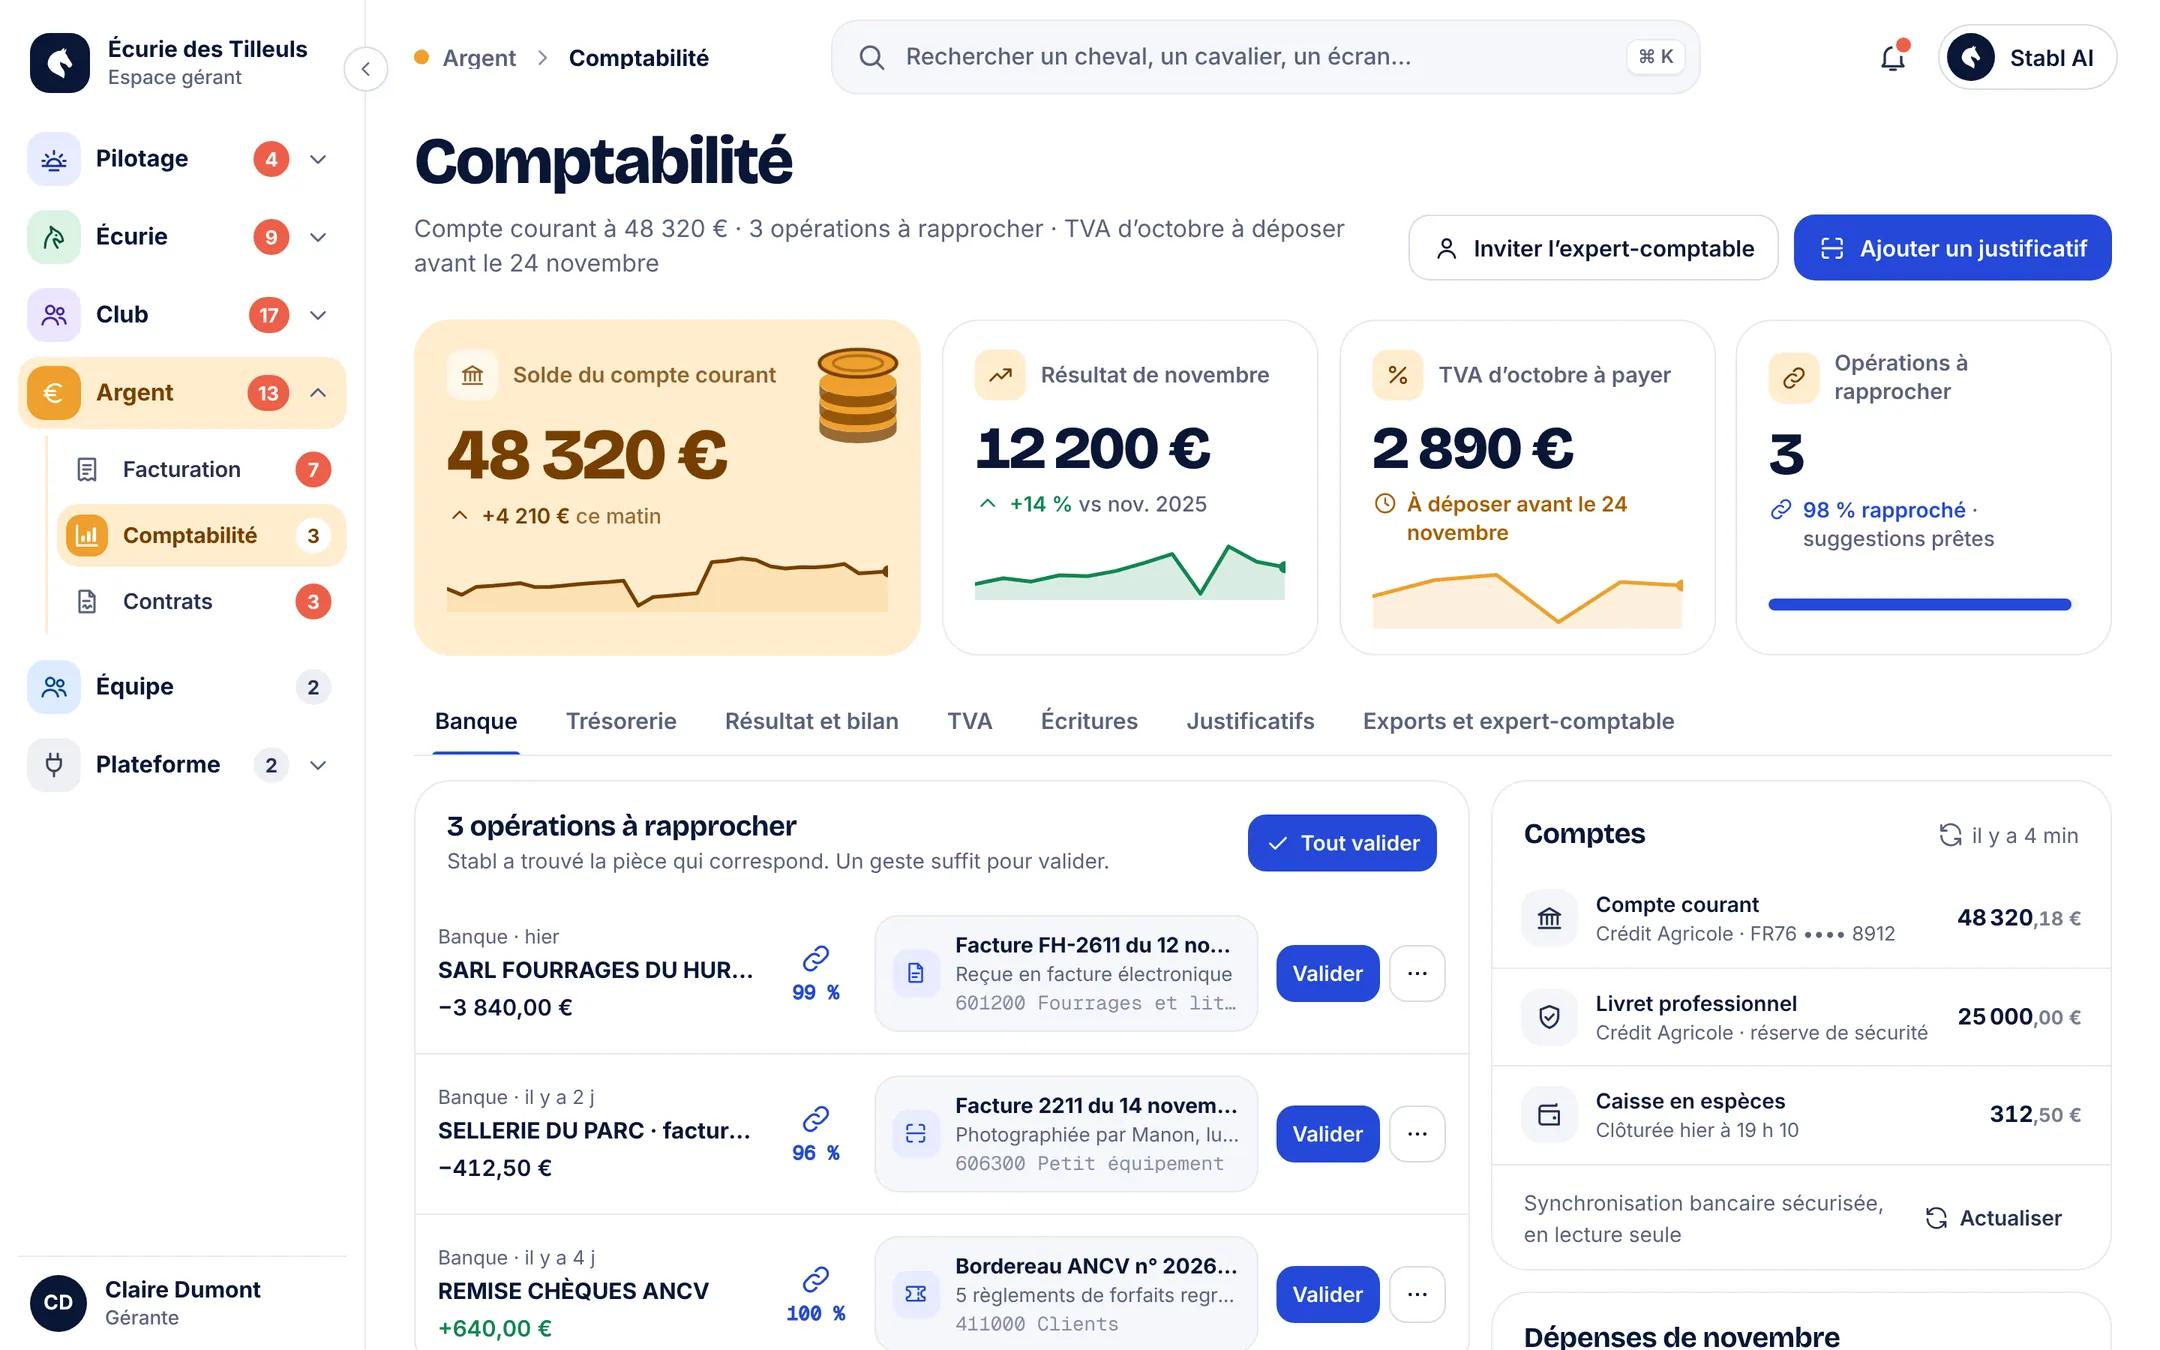 Écurie des Tilleuls
Espace gérant
Argent
Comptabilité
Rechercher un cheval, un cavalier, un écran…
⌘ K
Stabl AI
Pilotage
4
Écurie
9
Club
17
Argent
13
Facturation
7
Comptabilité
3
Contrats
3
Équipe
2
Plateforme
2
CD
Claire Dumont
Gérante
Comptabilité
Compte courant à 48 320 € · 3 opérations à rapprocher · TVA d’octobre à déposer
avant le 24 novembre
Inviter l’expert-comptable
Ajouter un justificatif
Solde du compte courant
48 320 €
+4 210 € ce matin
Résultat de novembre
12 200 €
+14 % vs nov. 2025
TVA d’octobre à payer
2 890 €
À déposer avant le 24
novembre
Opérations à
rapprocher
3
98 % rapproché ·
suggestions prêtes
Banque
Trésorerie
Résultat et bilan
TVA
Écritures
Justificatifs
Exports et expert-comptable
3 opérations à rapprocher
Stabl a trouvé la pièce qui correspond. Un geste suffit pour valider.
Tout valider
Banque · hier
SARL FOURRAGES DU HUR…
−3 840,00 €
99 %
Facture FH-2611 du 12 no…
Reçue en facture électronique
601200 Fourrages et lit…
Valider
Banque · il y a 2 j
SELLERIE DU PARC · factur…
−412,50 €
96 %
Facture 2211 du 14 novem…
Photographiée par Manon, lu…
606300 Petit équipement
Valider
Banque · il y a 4 j
REMISE CHÈQUES ANCV
+640,00 €
100 %
Bordereau ANCV n° 2026…
5 règlements de forfaits regr…
411000 Clients
Valider
Comptes
il y a 4 min
Compte courant
Crédit Agricole · FR76 •••• 8912
48 320,18 €
Livret professionnel
Crédit Agricole · réserve de sécurité
25 000,00 €
Caisse en espèces
Clôturée hier à 19 h 10
312,50 €
Synchronisation bancaire sécurisée,
en lecture seule
Actualiser
Dépenses de novembre